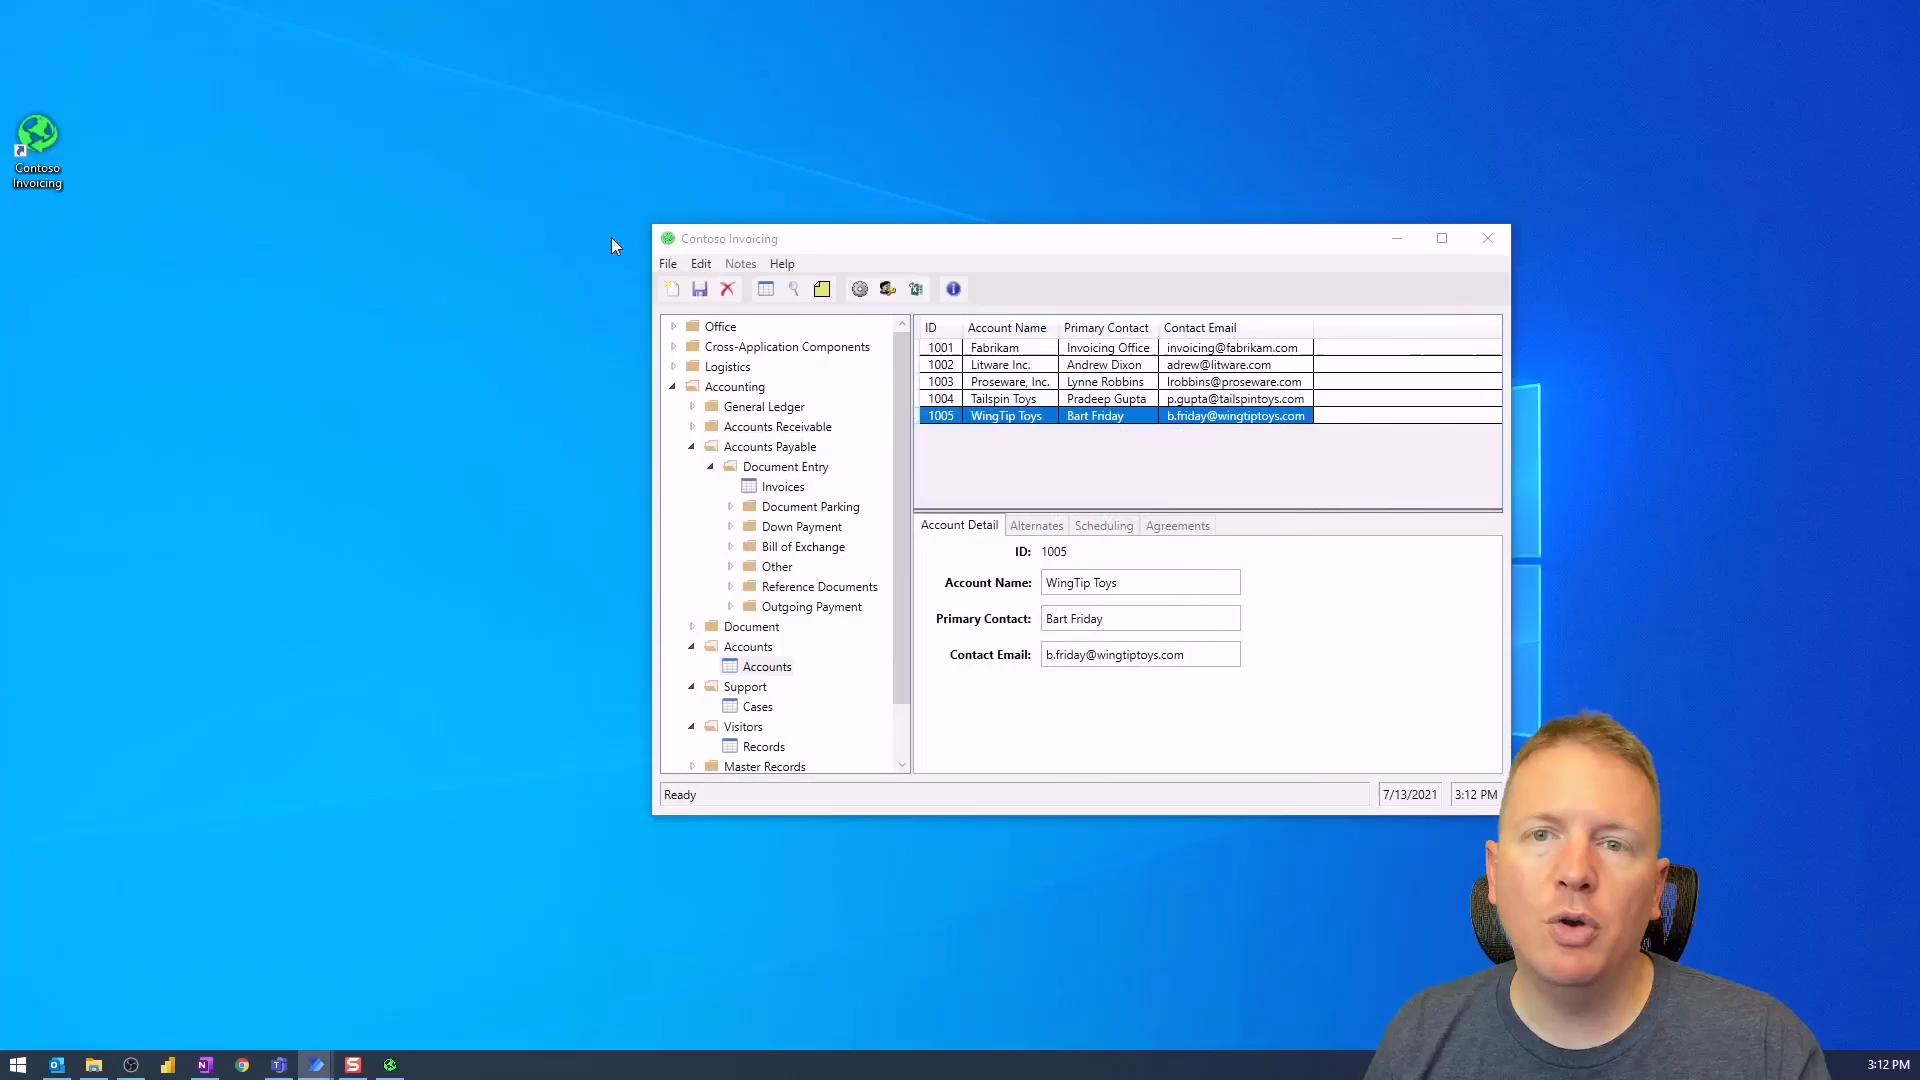 Contoso
Invoicing
Contoso Invoicing
File Edit Notes Help
Office
Cross-Application Components
Logistics
Accounting
General Ledger
Accounts Receivable
Accounts Payable
Document Entry
Invoices
Document Parking
Down Payment
Bill of Exchange
Other
Reference Documents
Outgoing Payment
Document
Accounts
Accounts
Support
Cases
Visitors
Records
Master Records
ID Account Name Primary Contact Contact Email
1001 Fabrikam Invoicing Office invoicing@fabrikam.com
1002 Litware Inc. Andrew Dixon adrew@litware.com
1003 Proseware, Inc. Lynne Robbins lrobbins@proseware.com
1004 Tailspin Toys Pradeep Gupta p.gupta@tailspintoys.com
1005 WingTip Toys Bart Friday b.friday@wingtiptoys.com
Account Detail Alternates Scheduling Agreements
ID: 1005
Account Name: WingTip Toys
Primary Contact: Bart Friday
Contact Email: b.friday@wingtiptoys.com
Ready 7/13/2021 3:12 PM
3:12 PM